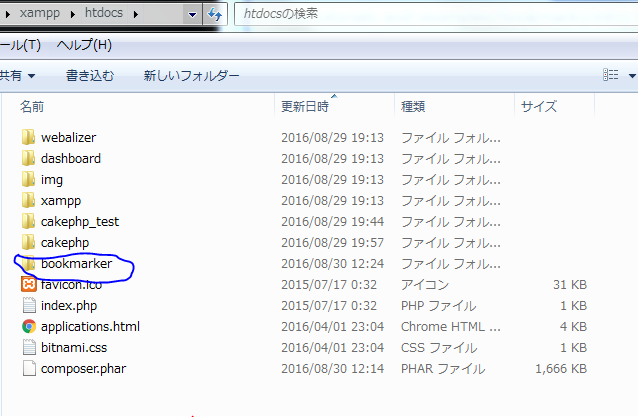 xampp ▸ htdocs
htdocsの検索
ール(T) ヘルプ(H)
共有 ▼ 書き込む 新しいフォルダー
名前 更新日時 種類 サイズ
webalizer 2016/08/29 19:13 ファイル フォル...
dashboard 2016/08/29 19:13 ファイル フォル...
img 2016/08/29 19:13 ファイル フォル...
xampp 2016/08/29 19:13 ファイル フォル...
cakephp_test 2016/08/29 19:44 ファイル フォル...
cakephp 2016/08/29 19:57 ファイル フォル...
bookmarker 2016/08/30 12:24 ファイル フォル...
favicon.ico 2015/07/17 0:32 アイコン 31 KB
index.php 2015/07/17 0:32 PHP ファイル 1 KB
applications.html 2016/04/01 23:04 Chrome HTML ... 4 KB
bitnami.css 2016/04/01 23:04 CSS ファイル 1 KB
composer.phar 2016/08/30 12:14 PHAR ファイル 1,666 KB